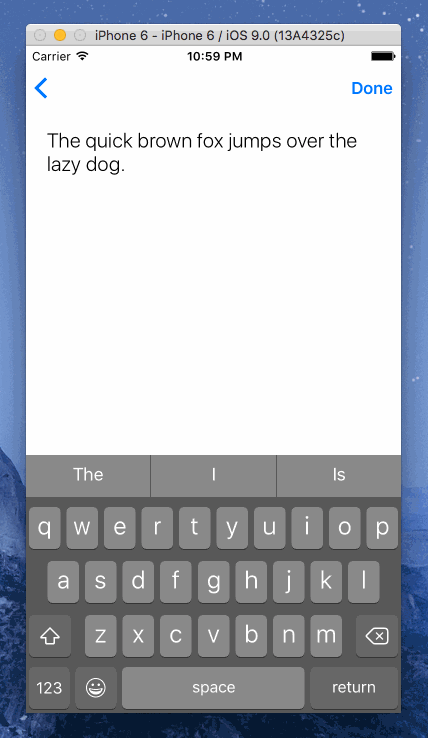 iPhone 6 - iPhone 6 / iOS 9.0 (13A4325c)
Carrier 10:59 PM
Done
The quick brown fox jumps over the
lazy dog.
The I Is
q w e r t y u i o p
a s d f g h j k l
z x c v b n m
123 space return